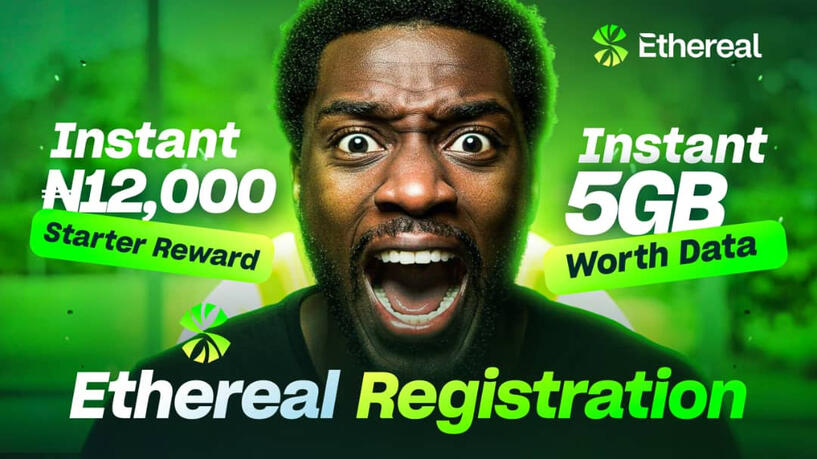 Ethereal
Instant
₦12,000
Starter Reward
Instant
5GB
Worth Data
Ethereal Registration